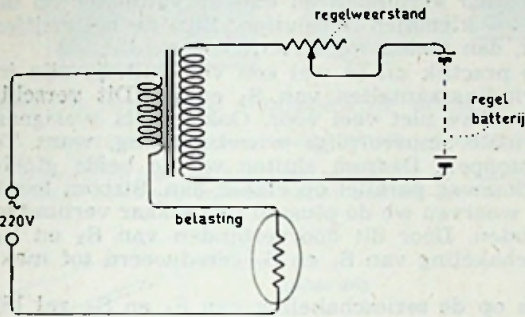 regelweerstand
regel
batterij
~
220V
belasting